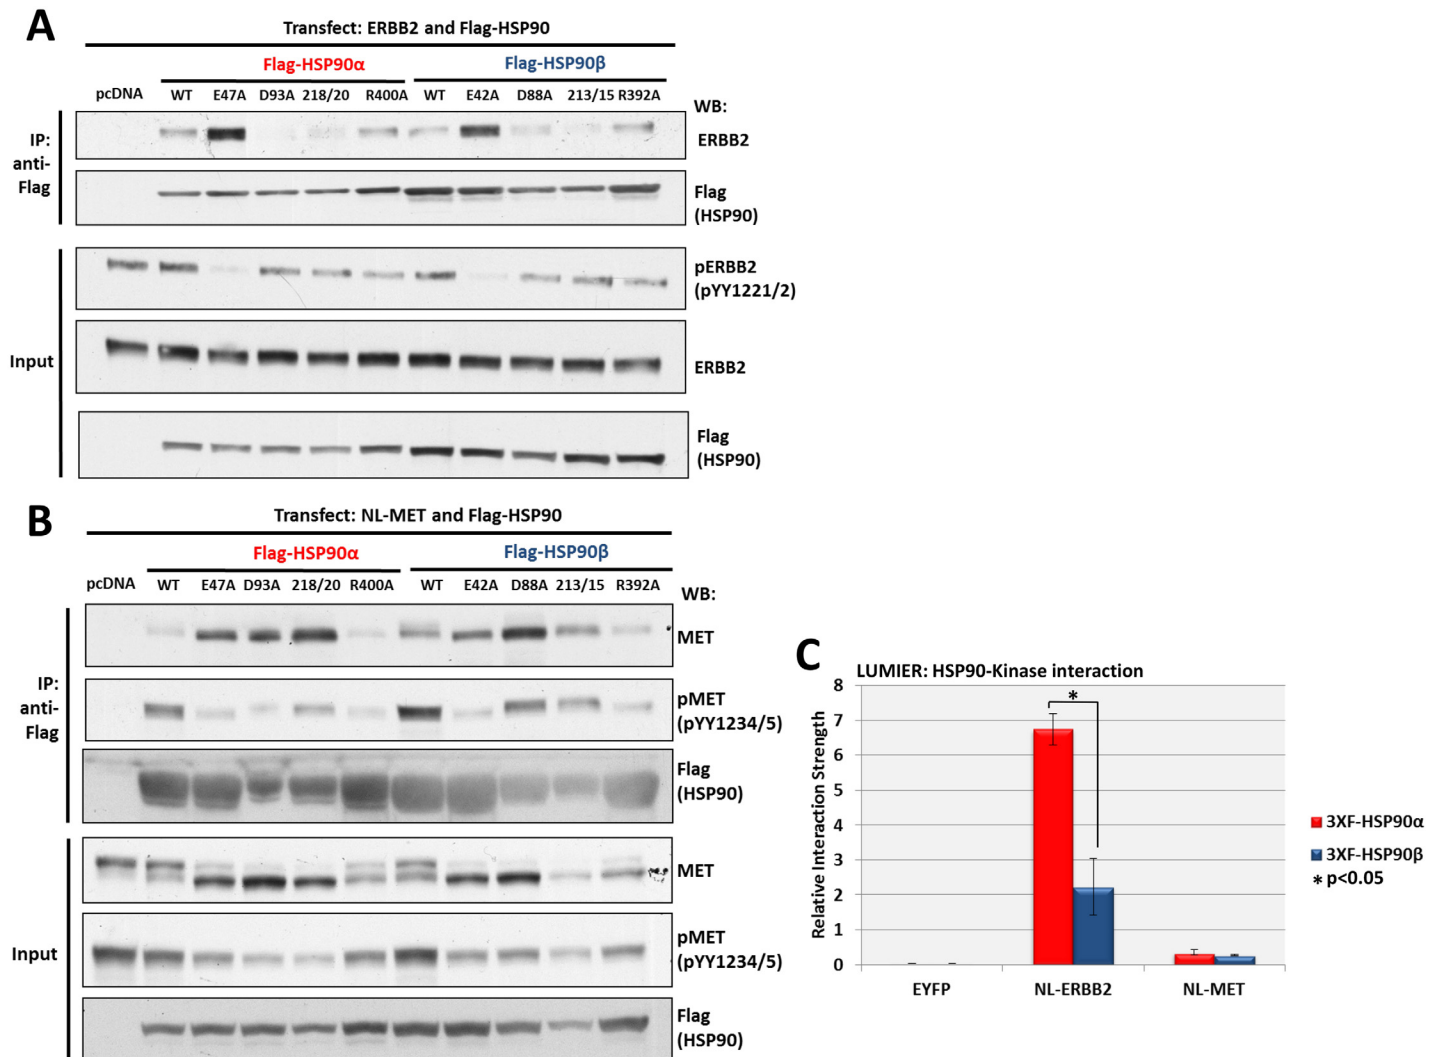 A
Transfect: ERBB2 and Flag-HSP90
Flag-HSP90α
Flag-HSP90β
pcDNA WT E47A D93A 218/20 R400A WT E42A D88A 213/15 R392A
WB:
IP:
anti-
Flag
ERBB2
Flag
(HSP90)
Input
pERBB2
(pYY1221/2)
ERBB2
Flag
(HSP90)
B
Transfect: NL-MET and Flag-HSP90
Flag-HSP90α
Flag-HSP90β
pcDNA WT E47A D93A 218/20 R400A WT E42A D88A 213/15 R392A
WB:
IP:
anti-
Flag
MET
pMET
(pYY1234/5)
Flag
(HSP90)
Input
MET
pMET
(pYY1234/5)
Flag
(HSP90)
C
LUMIER: HSP90-Kinase interaction
Relative Interaction Strength
8
7
6
5
4
3
2
1
0
*
EYFP NL-ERBB2 NL-MET
3XF-HSP90α
3XF-HSP90β
* p<0.05